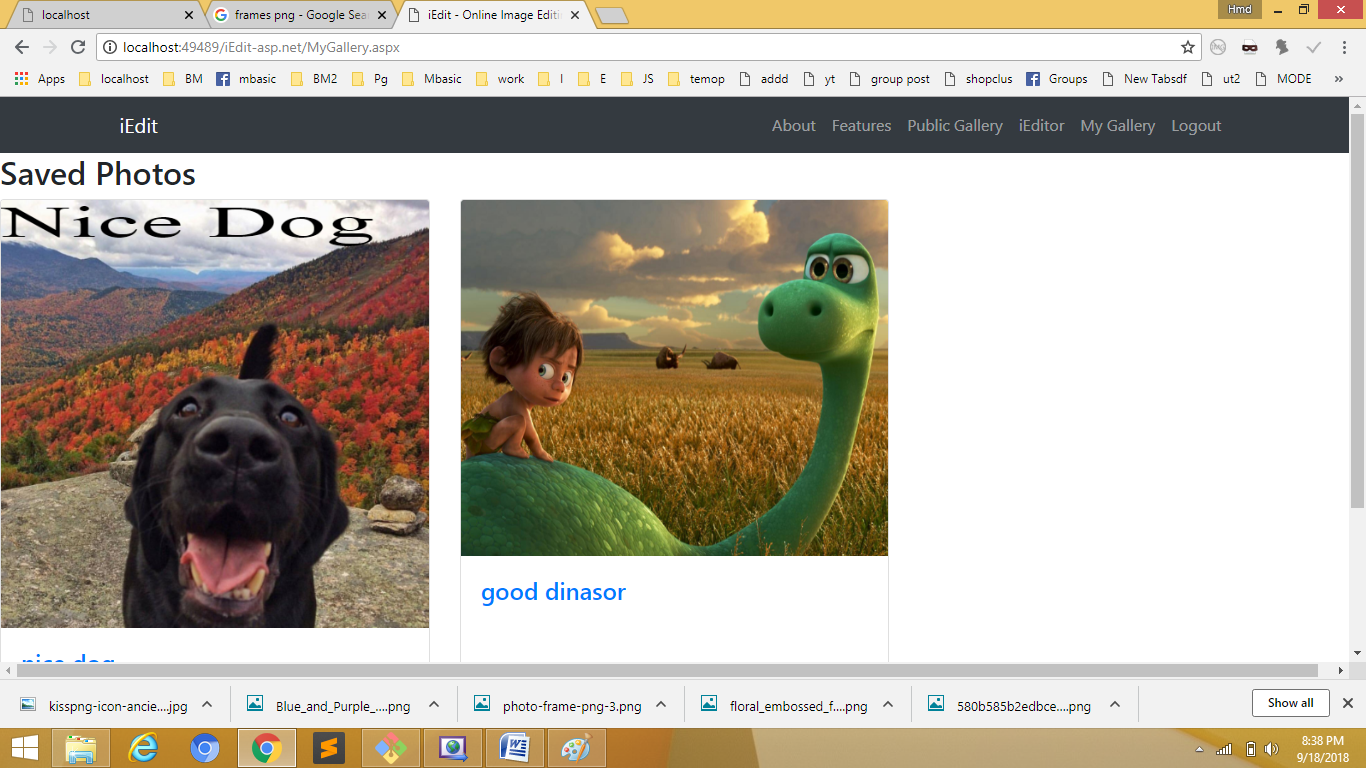 localhost
frames png - Google Sea
iEdit - Online Image Editi
Hmd
localhost:49489/iEdit-asp.net/MyGallery.aspx
Apps localhost BM mbasic BM2 Pg Mbasic work I E JS temop addd yt group post shopclus Groups New Tabsdf ut2 MODE »
iEdit About Features Public Gallery iEditor My Gallery Logout
Saved Photos
Nice Dog
good dinasor
nice dog
kisspng-icon-ancie....jpg Blue_and_Purple_....png photo-frame-png-3.png floral_embossed_f....png 580b585b2edbce....png Show all
8:38 PM
9/18/2018